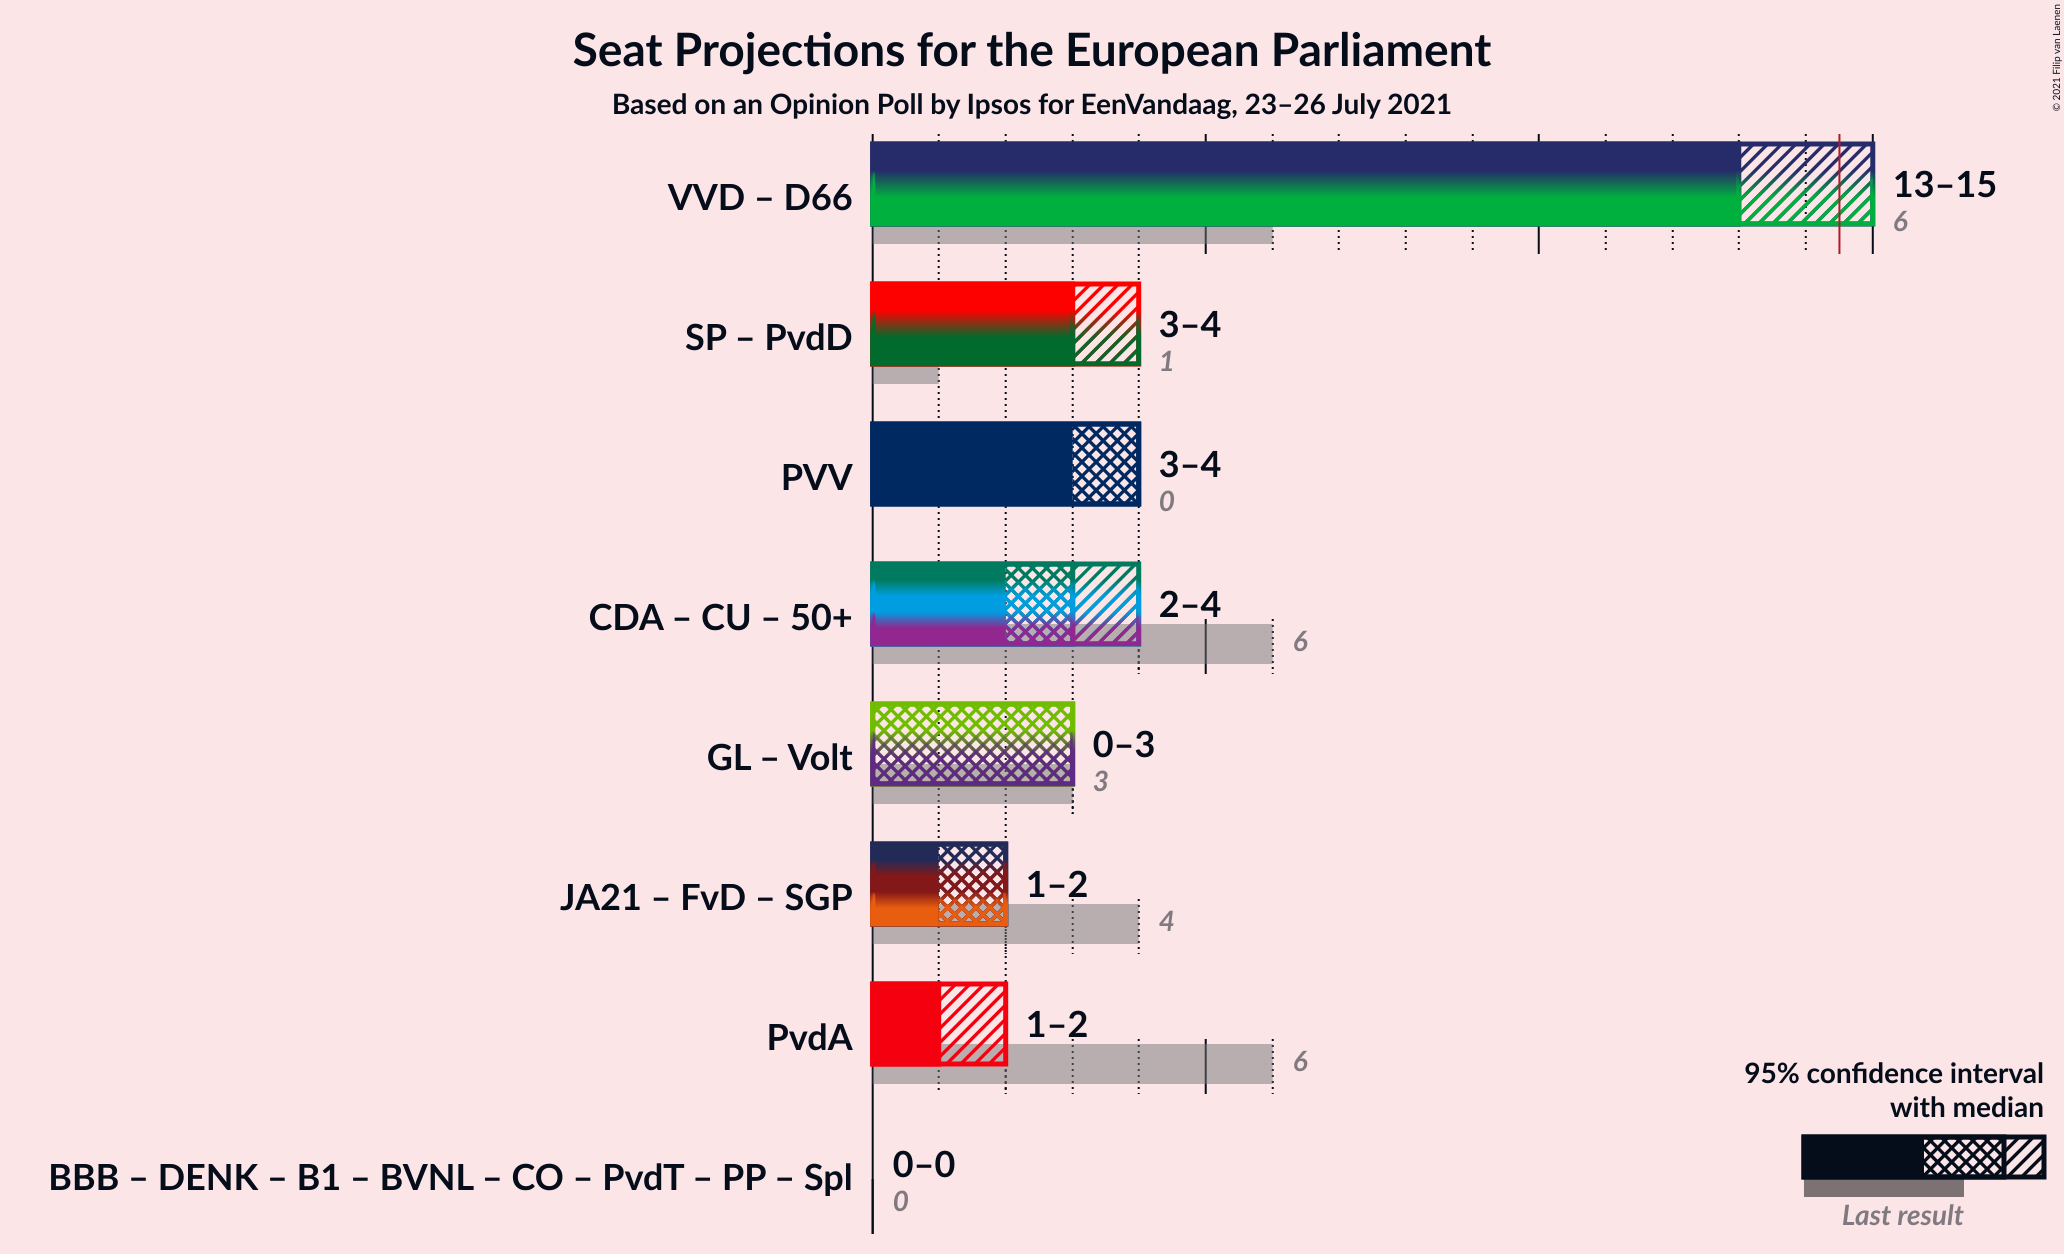 Seat Projections for the European Parliament
Based on an Opinion Poll by Ipsos for EenVandaag, 23–26 July 2021
© 2021 Filip van Laenen
VVD – D66
13–15
6
SP – PvdD
3–4
1
PVV
3–4
0
CDA – CU – 50+
2–4
6
GL – Volt
0–3
3
JA21 – FvD – SGP
1–2
4
PvdA
1–2
6
BBB – DENK – B1 – BVNL – CO – PvdT – PP – Spl
0–0
0
95% confidence interval
with median
Last result